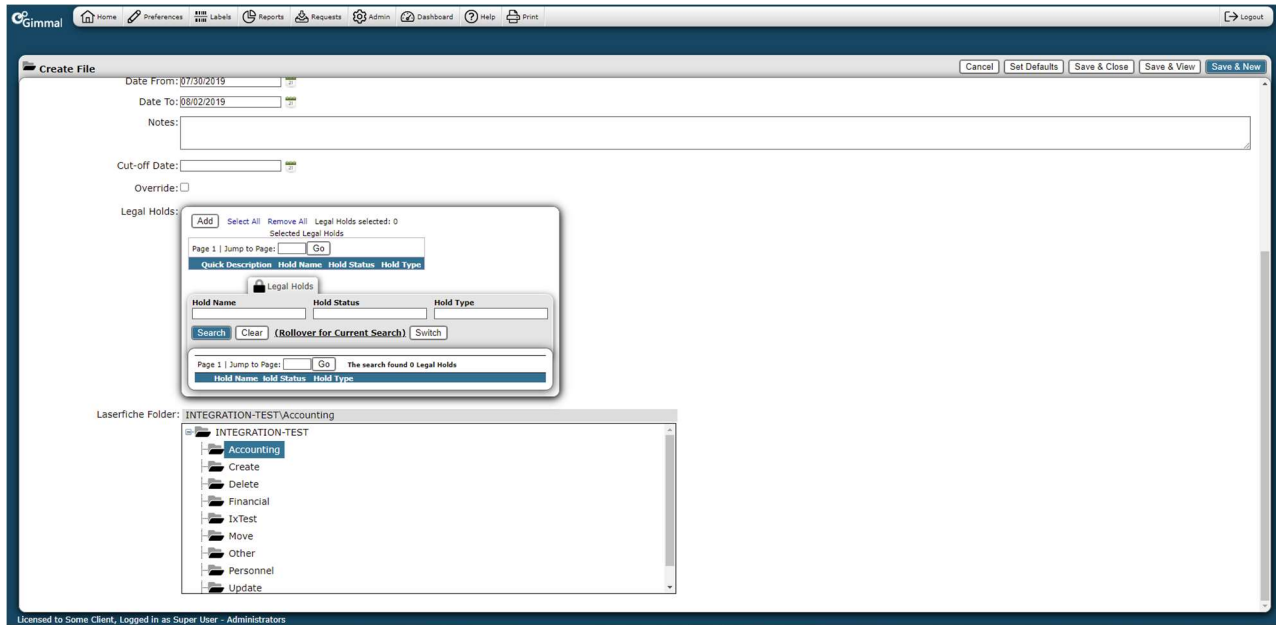 Gimmal Home Preferences Labels Reports Requests Admin Dashboard Help Print Logout
Create File Cancel Set Defaults Save & Close Save & View Save & New
Date From: 07/30/2019
Date To: 08/02/2019
Notes:
Cut-off Date:
Override:
Legal Holds:
Add Select All Remove All Legal Holds selected: 0
Selected Legal Holds
Page 1 | Jump to Page: Go
Quick Description Hold Name Hold Status Hold Type
Legal Holds
Hold Name Hold Status Hold Type
Search Clear (Rollover for Current Search) Switch
Page 1 | Jump to Page: Go The search found 0 Legal Holds
Hold Name Iold Status Hold Type
Laserfiche Folder: INTEGRATION-TEST\Accounting
INTEGRATION-TEST
Accounting
Create
Delete
Financial
IxTest
Move
Other
Personnel
Update
Licensed to Some Client, Logged in as Super User - Administrators